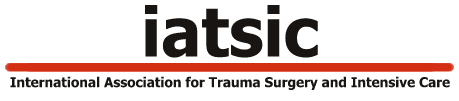 iatsic
International Association for Trauma Surgery and Intensive Care